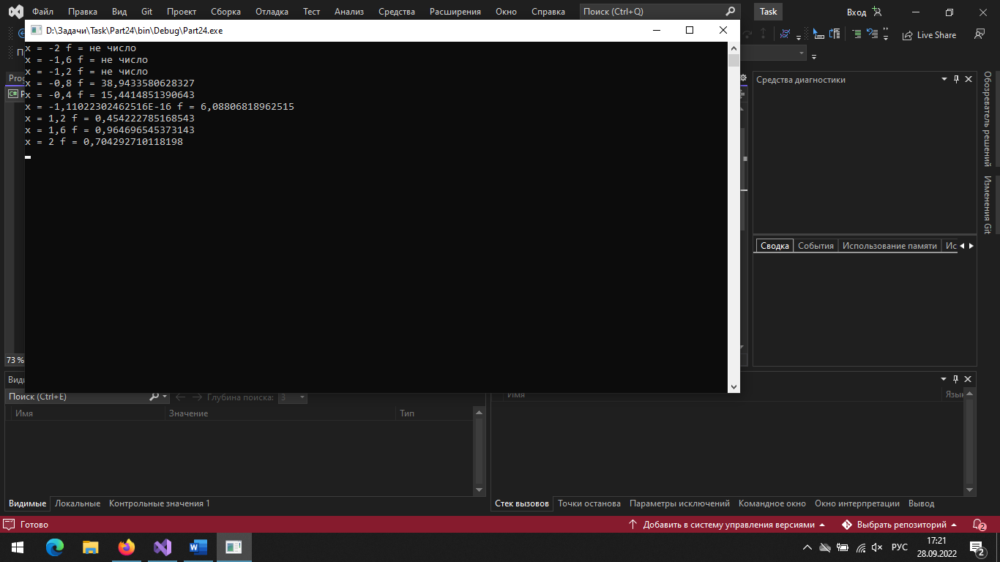 Файл Правка Вид Git Проект Сборка Отладка Тест Анализ Средства Расширения Окно Справка Поиск (Ctrl+Q) Task Вход
D:\Задачи\Task\Part24\bin\Debug\Part24.exe
Live Share
x = -2 f = не число
x = -1,6 f = не число
x = -1,2 f = не число
x = -0,8 f = 38,9433580628327
x = -0,4 f = 15,4414851390643
x = -1,11022302462516E-16 f = 6,08806818962515
x = 1,2 f = 0,454222785168543
x = 1,6 f = 0,964696545373143
x = 2 f = 0,704292710118198
Средства диагностики
Сводка События Использование памяти Ис
Обозреватель решений
Изменения Git
73 %
Поиск (Ctrl+E) Глубина поиска: 3
Имя Значение Тип
Имя Язы
Видимые Локальные Контрольные значения 1
Стек вызовов Точки останова Параметры исключений Командное окно Окно интерпретации Вывод
Готово Добавить в систему управления версиями Выбрать репозиторий 2
РУС 17:21
28.09.2022 2